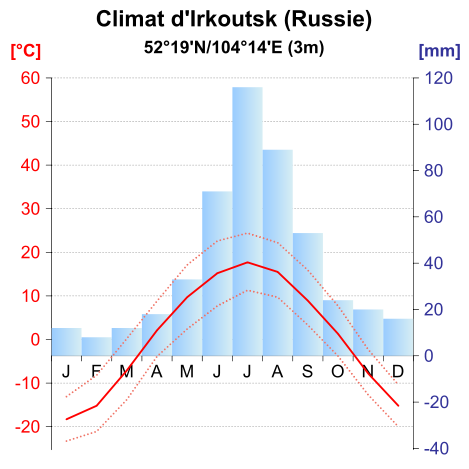 Climat d'Irkoutsk (Russie)
52°19'N/104°14'E (3m)
[°C] [mm]
60 120
100
50
40 80
30 60
20 40
10 20
0 0
J F M A M J J A S O N D
-10 -20
-20 -40